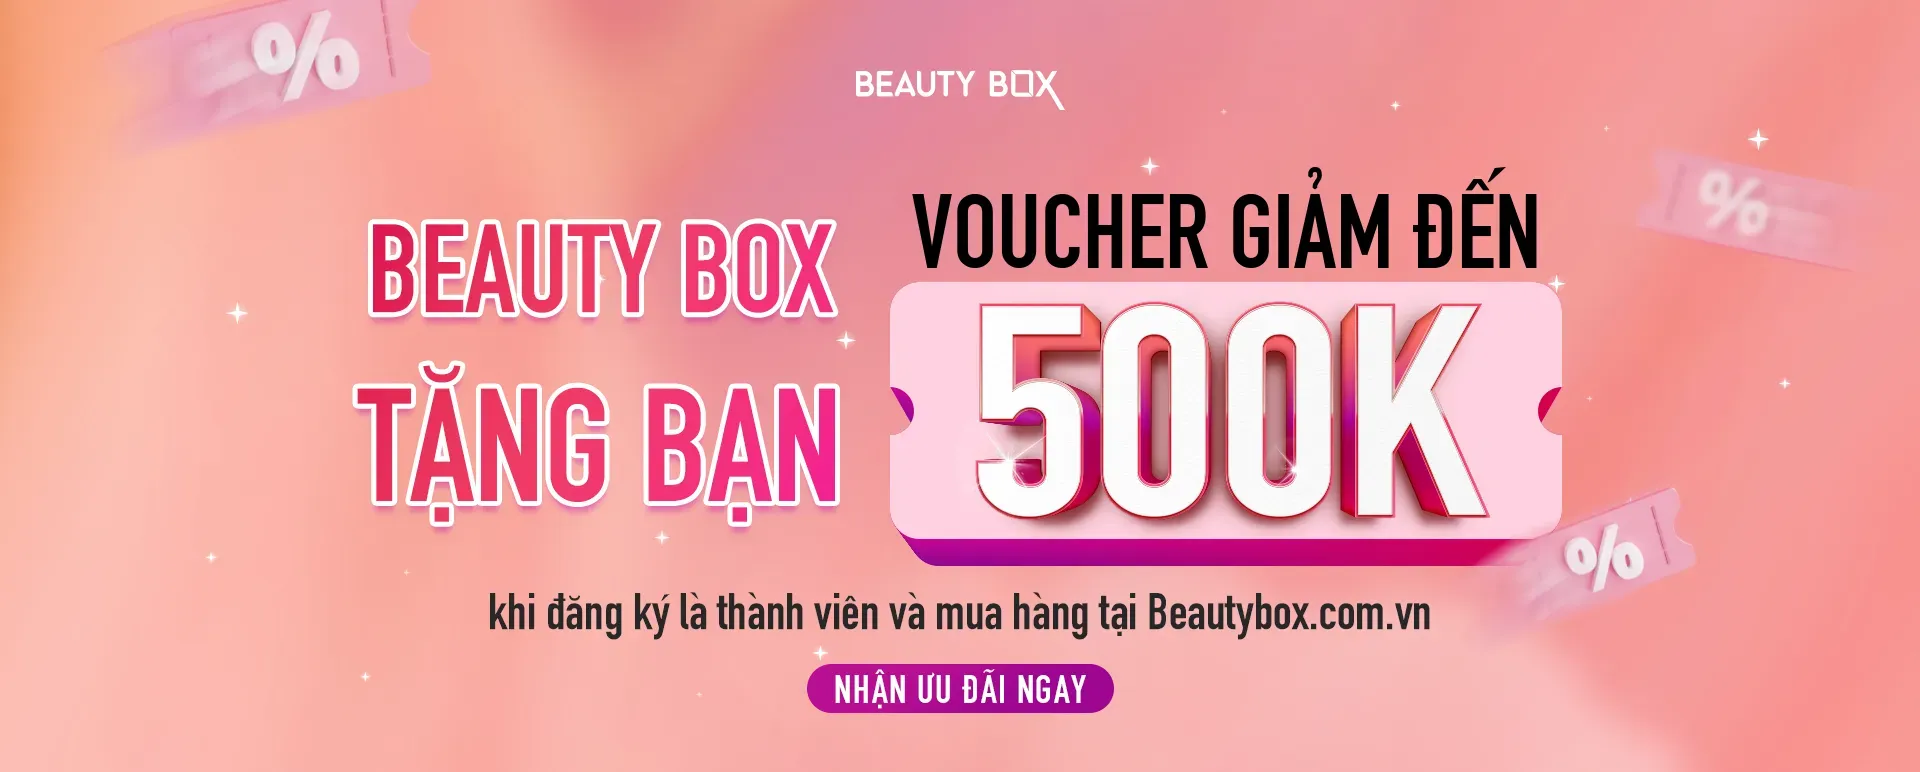 BEAUTY BOX
BEAUTY BOX
TẶNG BẠN
VOUCHER GIẢM ĐẾN
500K
khi đăng ký là thành viên và mua hàng tại Beautybox.com.vn
NHẬN ƯU ĐÃI NGAY
%
%
%